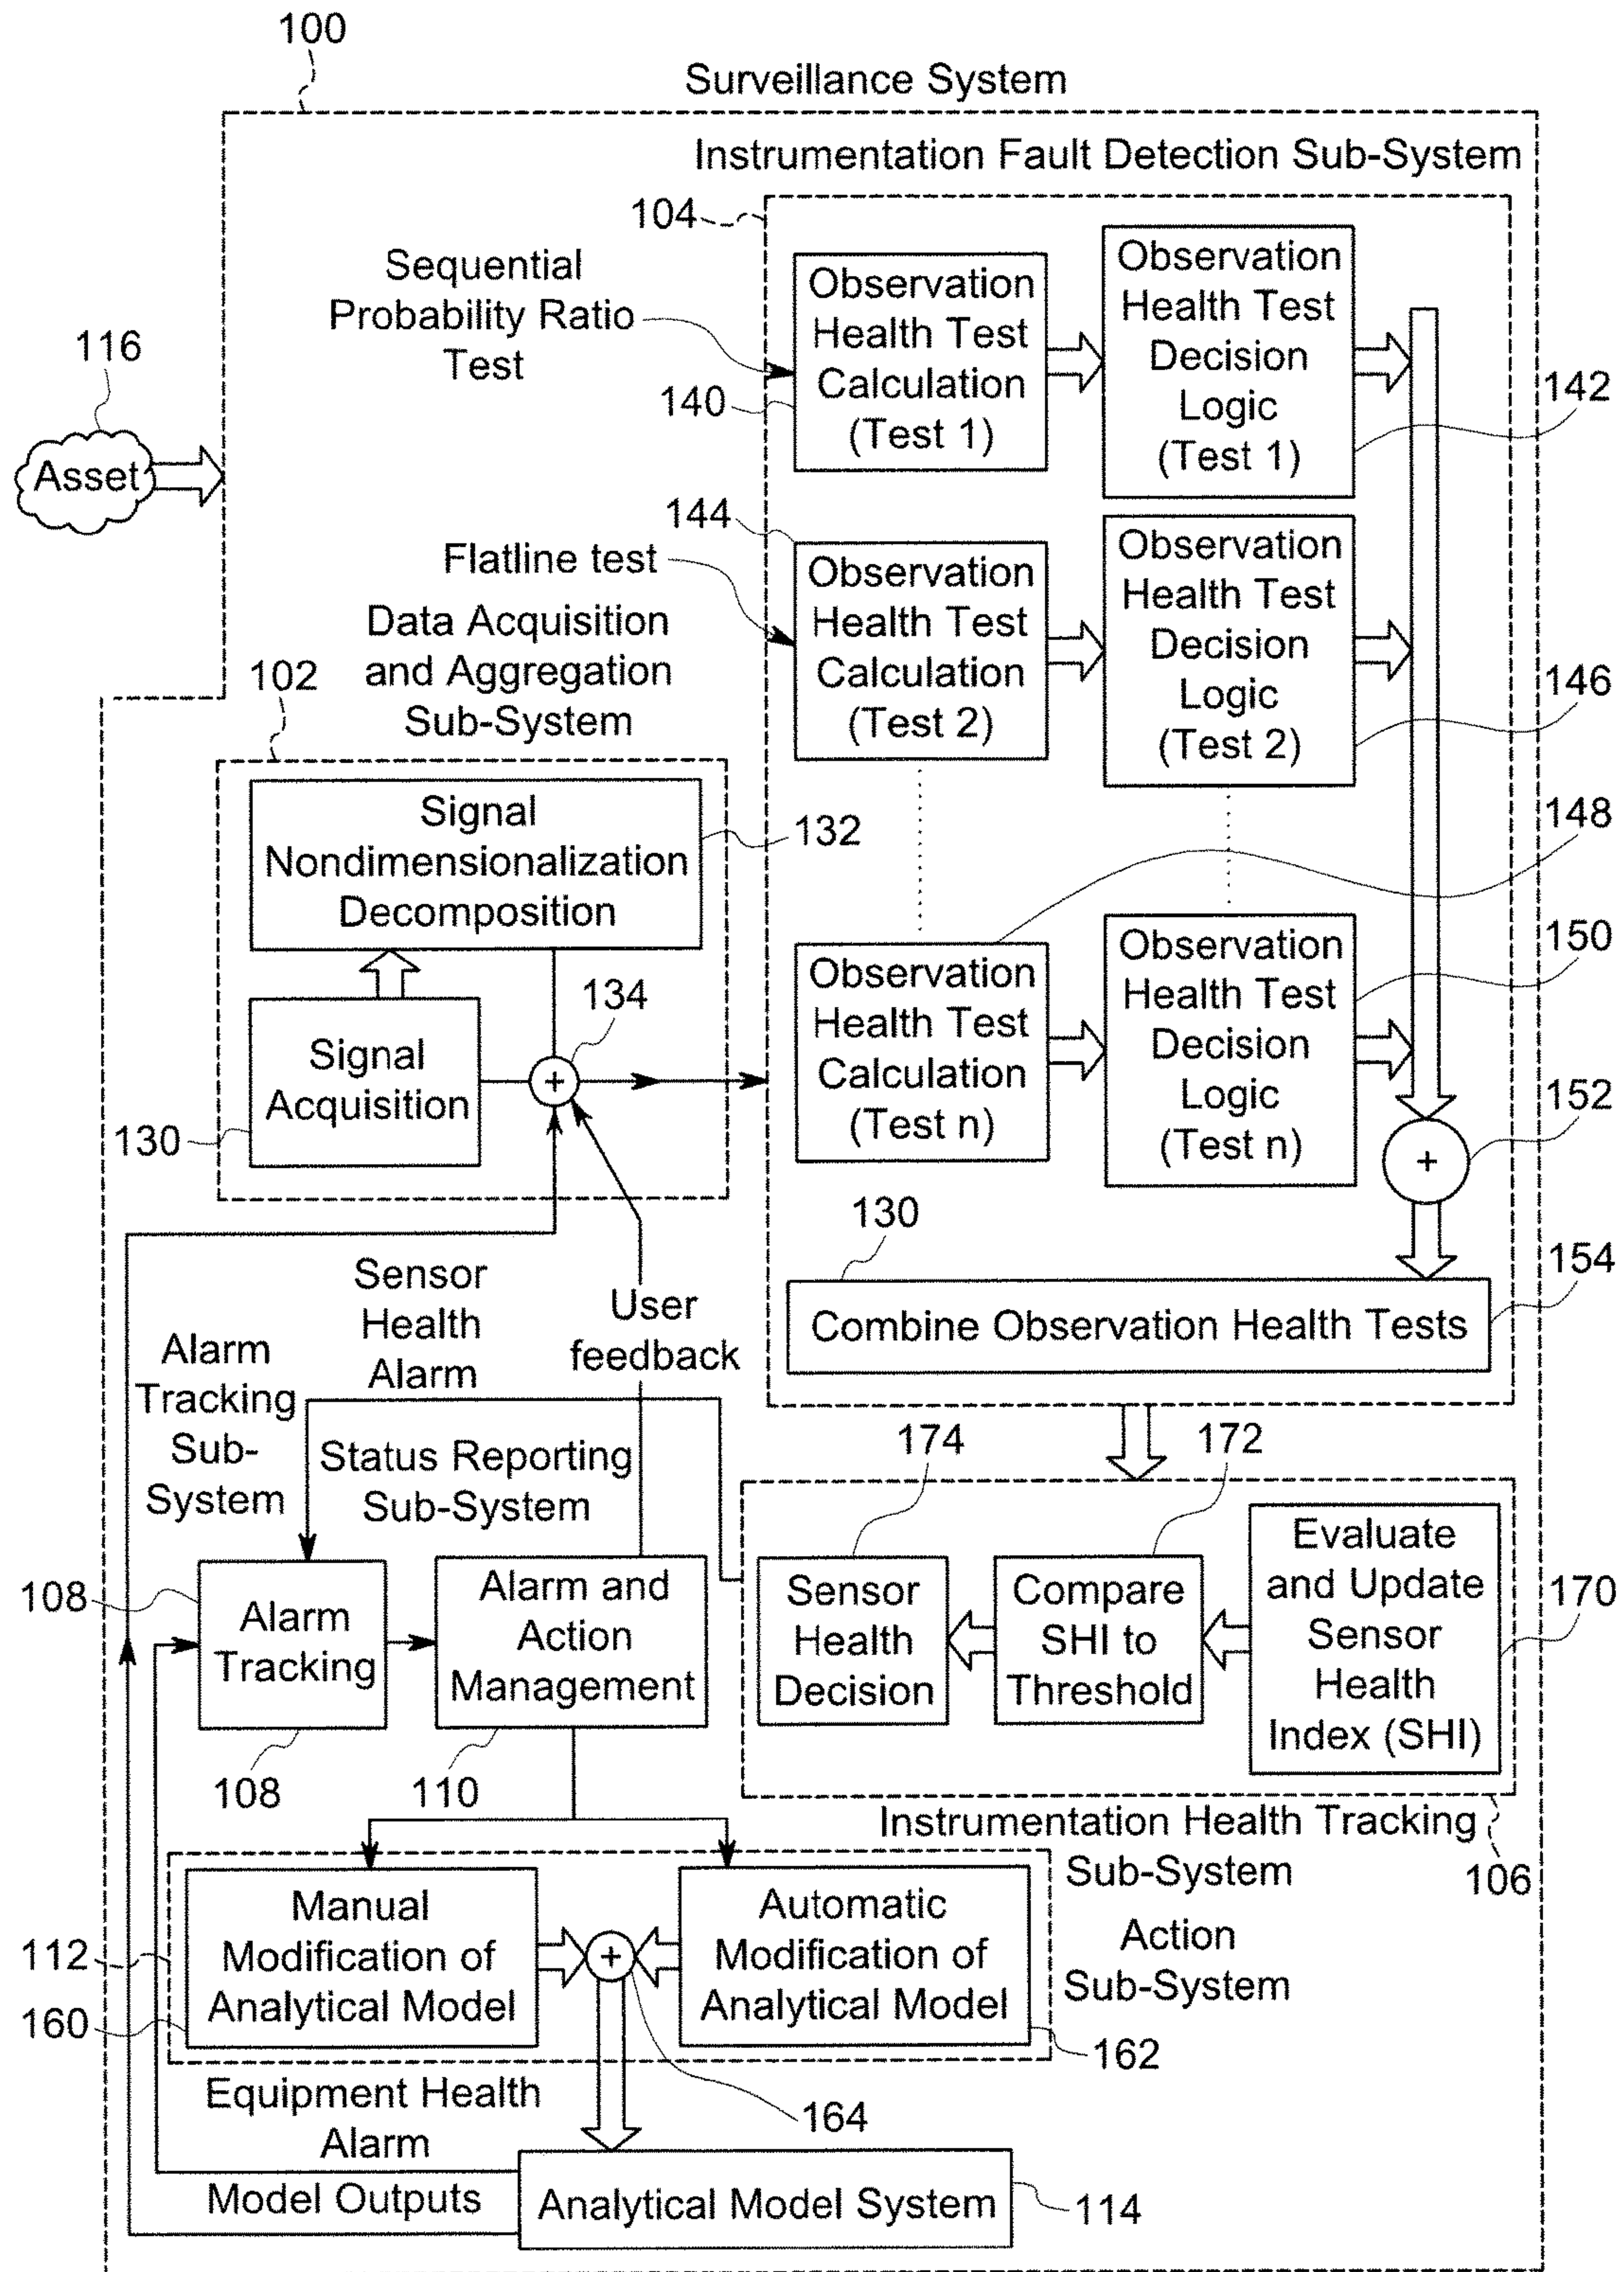 100
Surveillance System
Instrumentation Fault Detection Sub-System
104
Sequential
Probability Ratio
Test
Observation
Health Test
Calculation
(Test 1)
140
Observation
Health Test
Decision
Logic
(Test 1)
142
116
Asset
144
Flatline test
Observation
Health Test
Calculation
(Test 2)
Observation
Health Test
Decision
Logic
(Test 2)
146
Data Acquisition
and Aggregation
Sub-System
102
Signal
Nondimensionalization
Decomposition
132
148
Signal
Acquisition
130
134
+
Observation
Health Test
Calculation
(Test n)
Observation
Health Test
Decision
Logic
(Test n)
150
152
+
130
154
Combine Observation Health Tests
Sensor
Health
Alarm
User
feedback
Alarm
Tracking
Sub-
System
Status Reporting
Sub-System
174
172
108
Alarm
Tracking
108
Alarm and
Action
Management
110
Sensor
Health
Decision
Compare
SHI to
Threshold
Evaluate
and Update
Sensor
Health
Index (SHI)
170
Instrumentation Health Tracking
Sub-System
106
112
Manual
Modification of
Analytical Model
160
+
Automatic
Modification of
Analytical Model
162
Action
Sub-System
Equipment Health
Alarm
164
Model Outputs
Analytical Model System
114